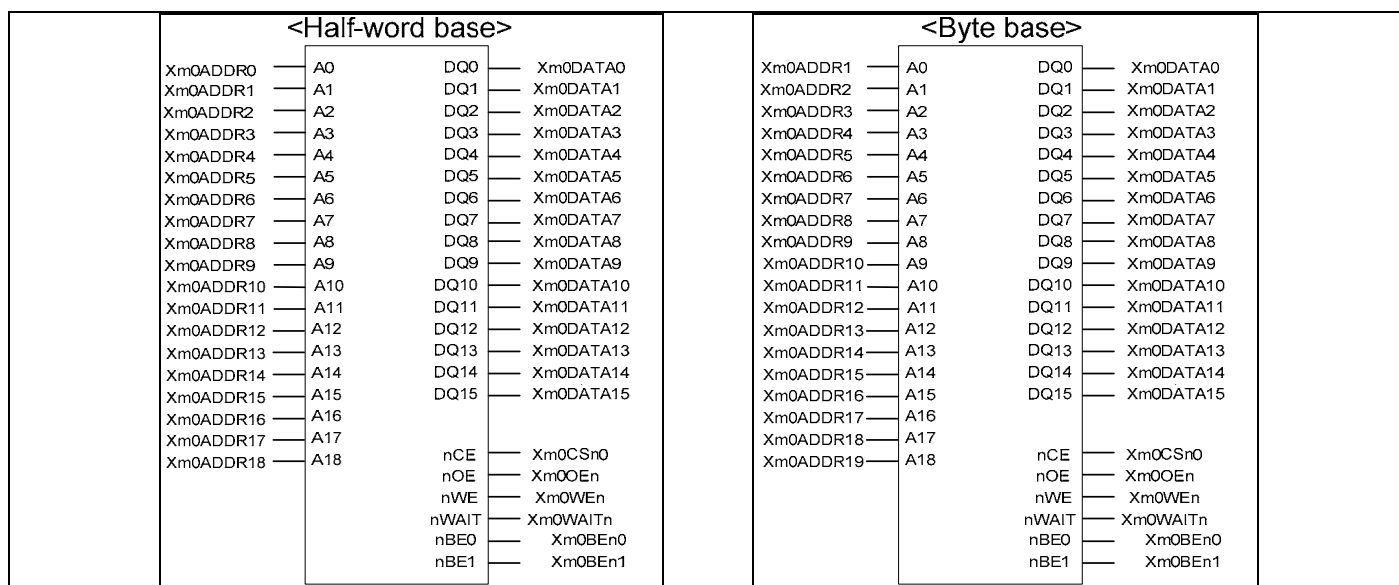 <Half-word base>
Xm0ADDR0 A0 DQ0 Xm0DATA0
Xm0ADDR1 A1 DQ1 Xm0DATA1
Xm0ADDR2 A2 DQ2 Xm0DATA2
Xm0ADDR3 A3 DQ3 Xm0DATA3
Xm0ADDR4 A4 DQ4 Xm0DATA4
Xm0ADDR5 A5 DQ5 Xm0DATA5
Xm0ADDR6 A6 DQ6 Xm0DATA6
Xm0ADDR7 A7 DQ7 Xm0DATA7
Xm0ADDR8 A8 DQ8 Xm0DATA8
Xm0ADDR9 A9 DQ9 Xm0DATA9
Xm0ADDR10 A10 DQ10 Xm0DATA10
Xm0ADDR11 A11 DQ11 Xm0DATA11
Xm0ADDR12 A12 DQ12 Xm0DATA12
Xm0ADDR13 A13 DQ13 Xm0DATA13
Xm0ADDR14 A14 DQ14 Xm0DATA14
Xm0ADDR15 A15 DQ15 Xm0DATA15
Xm0ADDR16 A16
Xm0ADDR17 A17
Xm0ADDR18 A18 nCE Xm0CSn0
nOE Xm0OEn
nWE Xm0WEn
nWAIT Xm0WAITn
nBE0 Xm0BEn0
nBE1 Xm0BEn1
<Byte base>
Xm0ADDR1 A0 DQ0 Xm0DATA0
Xm0ADDR2 A1 DQ1 Xm0DATA1
Xm0ADDR3 A2 DQ2 Xm0DATA2
Xm0ADDR4 A3 DQ3 Xm0DATA3
Xm0ADDR5 A4 DQ4 Xm0DATA4
Xm0ADDR6 A5 DQ5 Xm0DATA5
Xm0ADDR7 A6 DQ6 Xm0DATA6
Xm0ADDR8 A7 DQ7 Xm0DATA7
Xm0ADDR9 A8 DQ8 Xm0DATA8
Xm0ADDR10 A9 DQ9 Xm0DATA9
Xm0ADDR11 A10 DQ10 Xm0DATA10
Xm0ADDR12 A11 DQ11 Xm0DATA11
Xm0ADDR13 A12 DQ12 Xm0DATA12
Xm0ADDR14 A13 DQ13 Xm0DATA13
Xm0ADDR15 A14 DQ14 Xm0DATA14
Xm0ADDR16 A15 DQ15 Xm0DATA15
Xm0ADDR17 A16
Xm0ADDR18 A17
Xm0ADDR19 A18 nCE Xm0CSn0
nOE Xm0OEn
nWE Xm0WEn
nWAIT Xm0WAITn
nBE0 Xm0BEn0
nBE1 Xm0BEn1